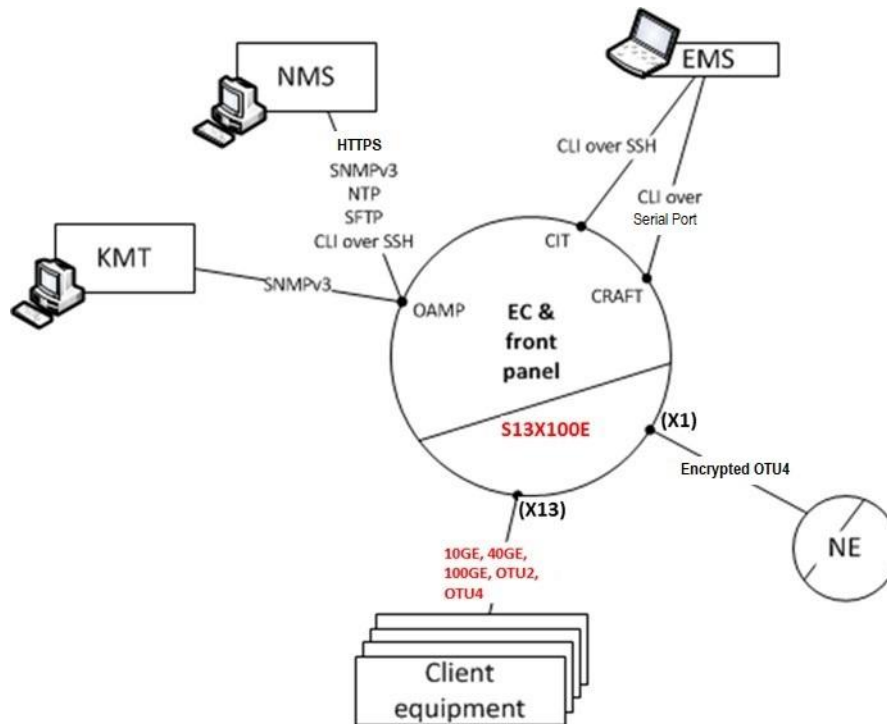 NMS
EMS
HTTPS
SNMPv3
NTP
SFTP
CLI over SSH
CLI over SSH
CLI over
Serial Port
KMT
SNMPv3
OAMP
CIT
CRAFT
EC &
front
panel
S13X100E
(X1)
Encrypted OTU4
(X13)
NE
10GE, 40GE,
100GE, OTU2,
OTU4
Client
equipment